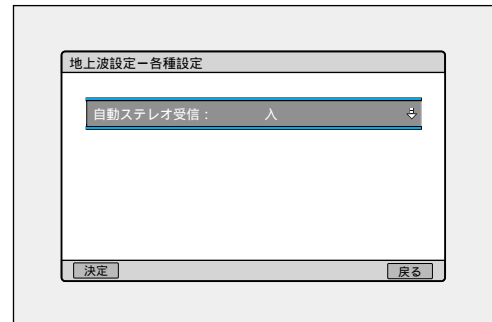 地上波設定ー各種設定
自動ステレオ受信： 入
決定 戻る